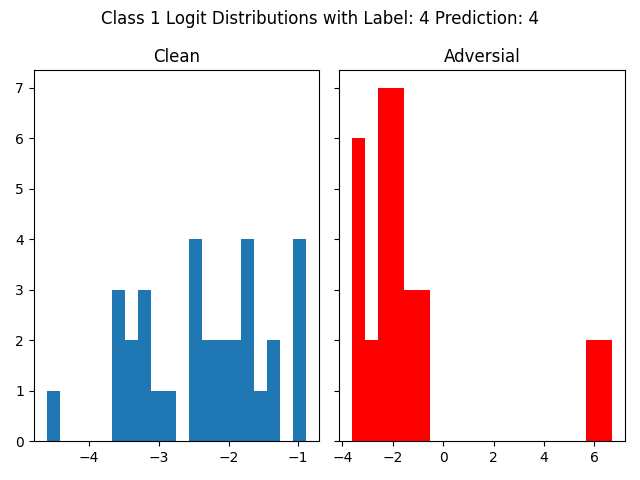 Class 1 Logit Distributions with Label: 4 Prediction: 4
Clean
Adversial
7
6
5
4
3
2
1
0
−4 −3 −2 −1
−4 −2 0 2 4 6